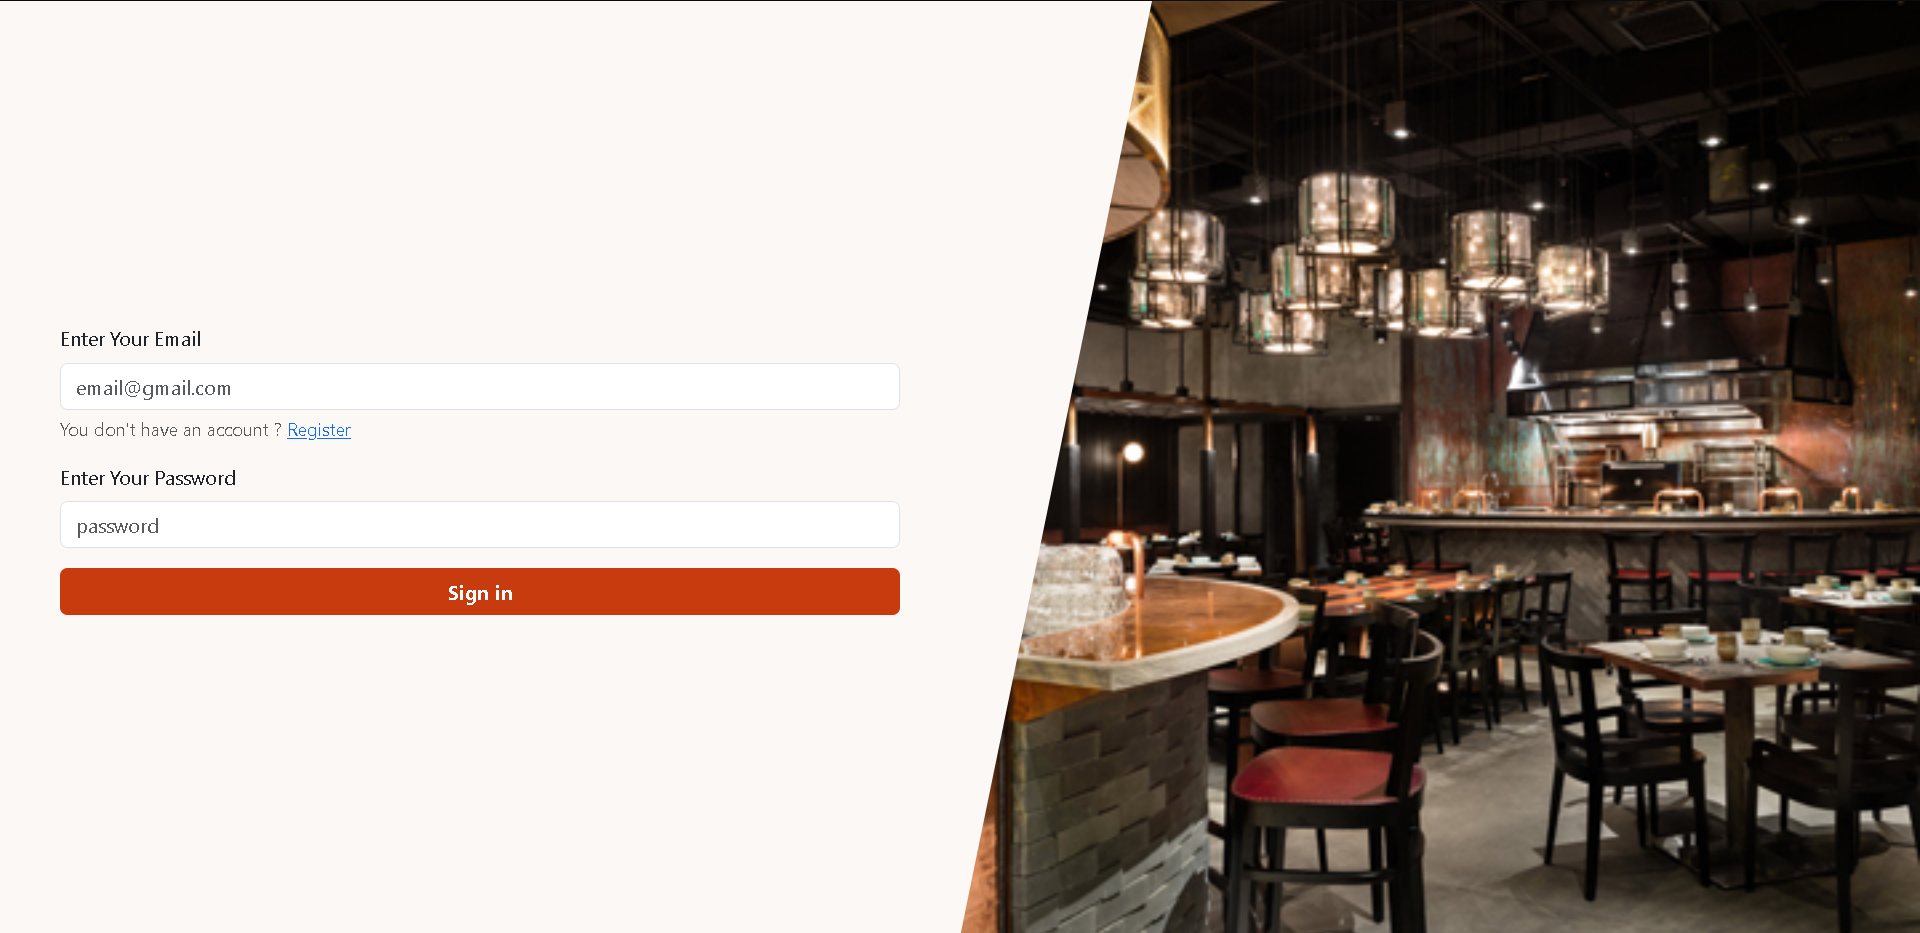 Enter Your Email
email@gmail.com
You don't have an account ? Register
Enter Your Password
password
Sign in